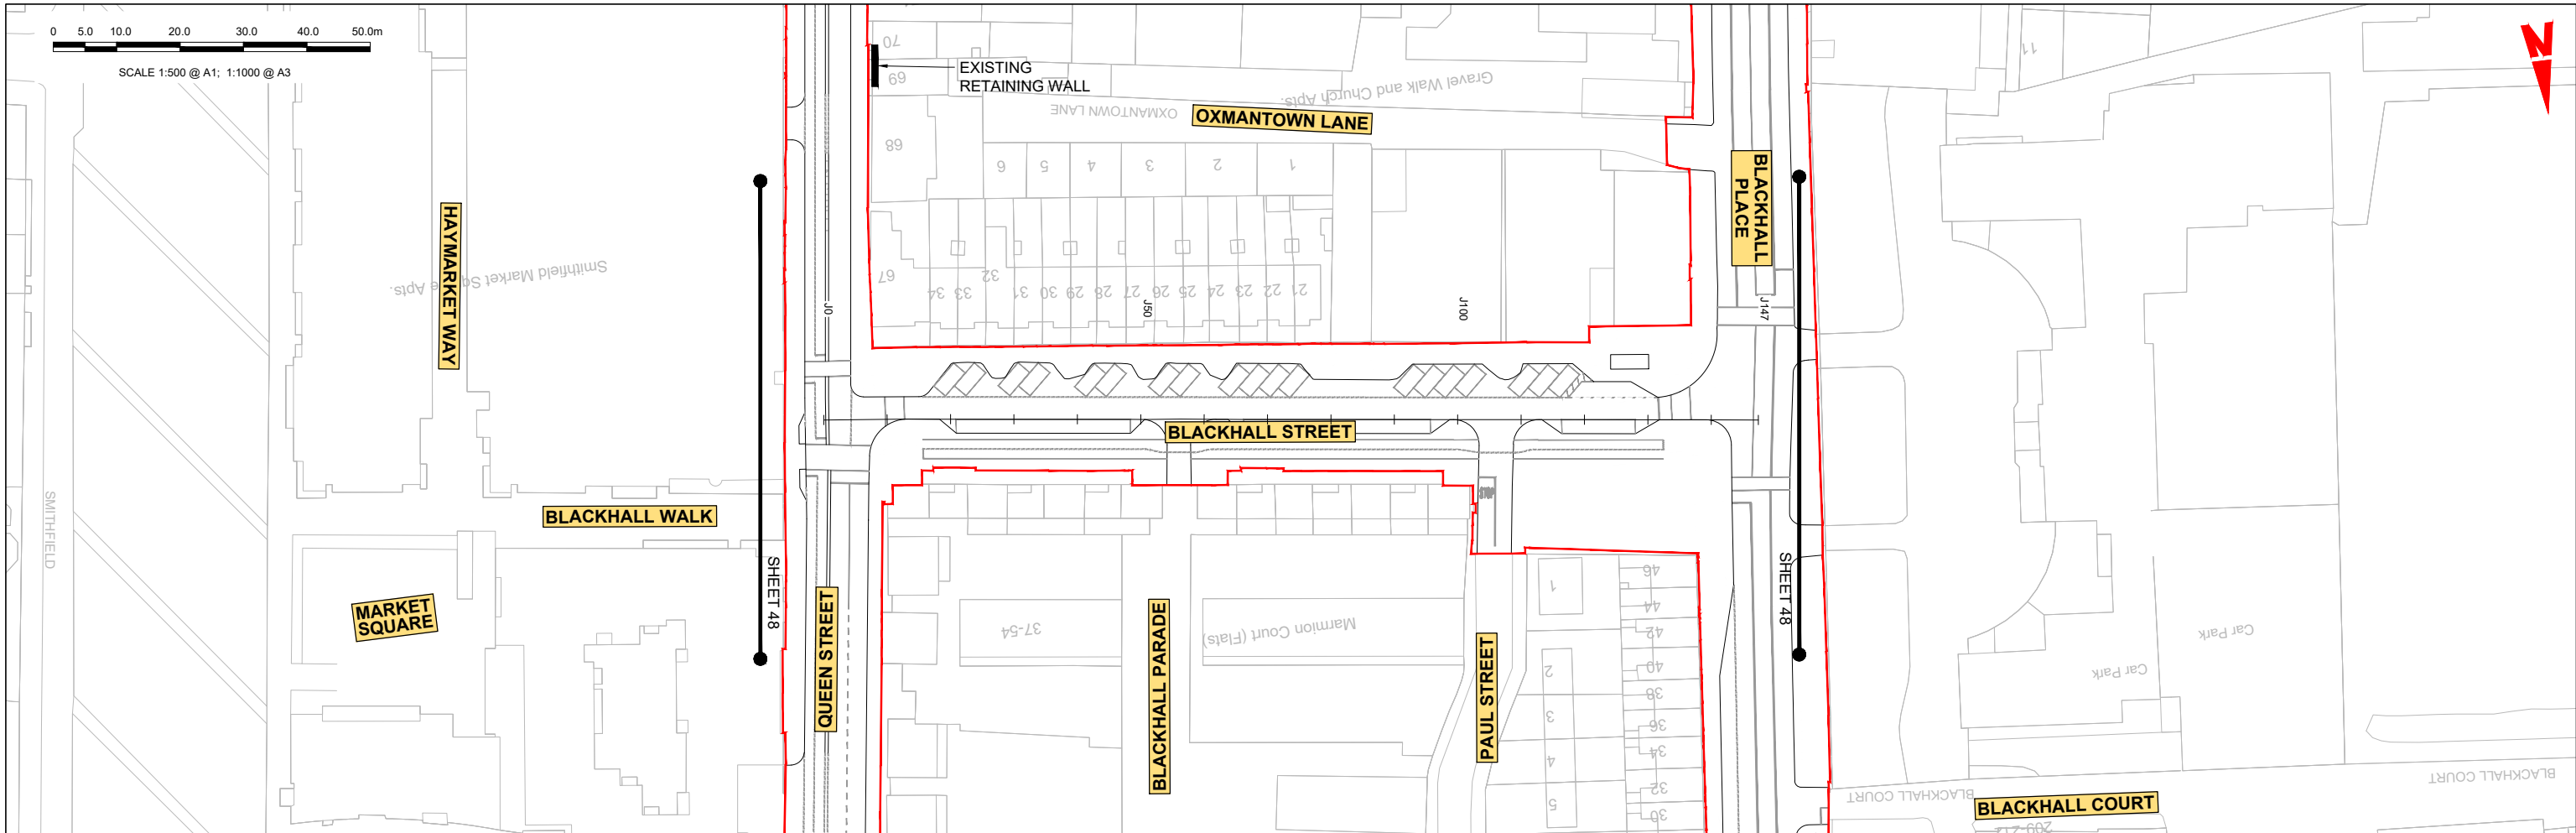 0 5.0 10.0 20.0 30.0 40.0 50.0m
SCALE 1:500 @ A1; 1:1000 @ A3
N
EXISTING
RETAINING WALL
70
69
68
67
Gravel Walk and Church Apts.
OXMANTOWN LANE
OXMANTOWN LANE
11
6 5 4 3 2 1
BLACKHALL
PLACE
HAYMARKET WAY
Smithfield Market Sq e Apts.
34 33 32 31 30 29 28 27 26 25 24 23 22 21
J0
J50
J100
J147
BLACKHALL STREET
STOP
SMITHFIELD
BLACKHALL WALK
SHEET 48
SHEET 48
MARKET
SQUARE
QUEEN STREET
37-54
BLACKHALL PARADE
Marmion Court (Flats)
PAUL STREET
1
2
3
4
5
46
44
42
40
38
36
34
32
30
Car Park
Car Park
BLACKHALL COURT
BLACKHALL COURT
BLACKHALL COURT